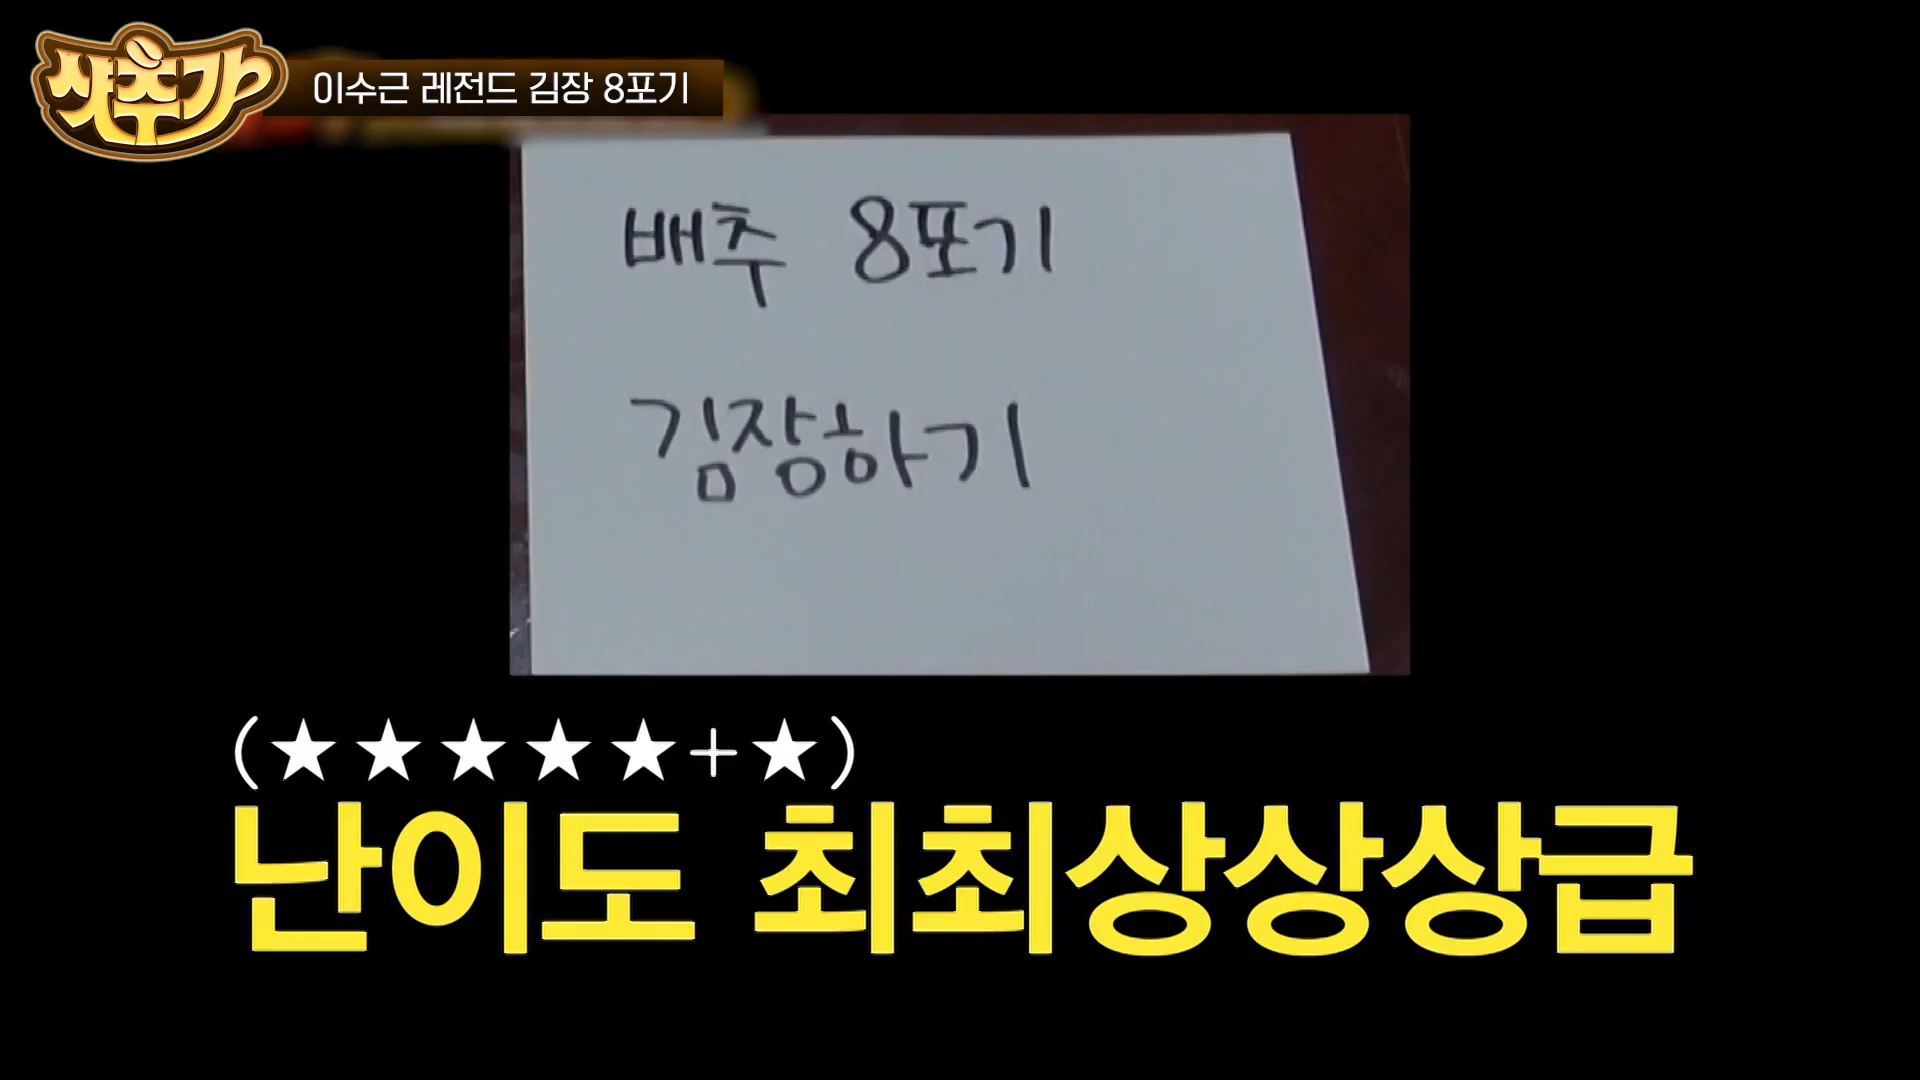 샷추가
이수근 레전드 김장 8포기
배추 8포기
김장하기
(★★★★★+★)
난이도 최최상상상급